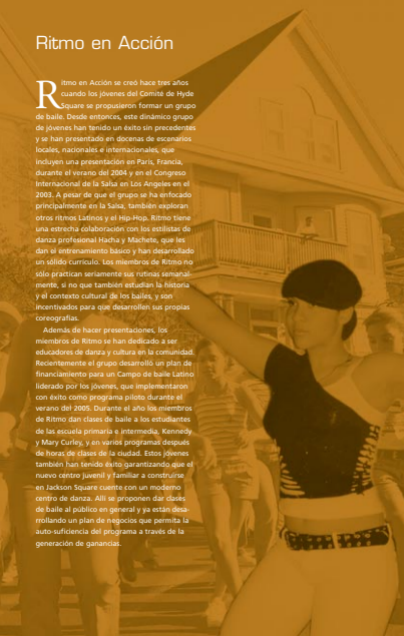 Ritmo en Acción
Ritmo en Acción se creó hace tres años
cuando los jóvenes del Comité de Hyde
Square se propusieron formar un grupo
de baile. Desde entonces, este dinámico grupo
de jóvenes han tenido un éxito sin precedentes
y se han presentado en docenas de escenarios
locales, nacionales e internacionales, que
incluyen una presentación en Paris, Francia,
durante el verano del 2004 y en el Congreso
Internacional de la Salsa en Los Angeles en el
2003. A pesar de que el grupo se ha enfocado
principalmente en la Salsa, también exploran
otros ritmos Latinos y el Hip-Hop. Ritmo tiene
una estrecha colaboración con los estilistas de
danza profesional Hacha y Machete, que les
dan el entrenamiento básico y han desarrollado
un sólido currículo. Los miembros de Ritmo no
sólo practican seriamente sus rutinas semanal-
mente, si no que también estudian la historia
y el contexto cultural de los bailes, y son
incentivados para que desarrollen sus propias
coreografías.
Además de hacer presentaciones, los
miembros de Ritmo se han dedicado a ser
educadores de danza y cultura en la comunidad.
Recientemente el grupo desarrolló un plan de
financiamiento para un Campo de baile Latino
liderado por los jóvenes, que implementaron
con éxito como programa piloto durante el
verano del 2005. Durante el año los miembros
de Ritmo dan clases de baile a los estudiantes
de las escuela primaria e intermedia, Kennedy
y Mary Curley, y en varios programas después
de horas de clases de la ciudad. Estos jóvenes
también han tenido éxito garantizando que el
nuevo centro Juvenil y familiar a construirse
en Jackson Square cuente con un moderno
centro de danza. Allí se proponen dar clases
de baile al público en general y ya están desa-
rrollando un plan de negocios que permita la
auto-suficiencia del programa a través de la
generación de ganancias.